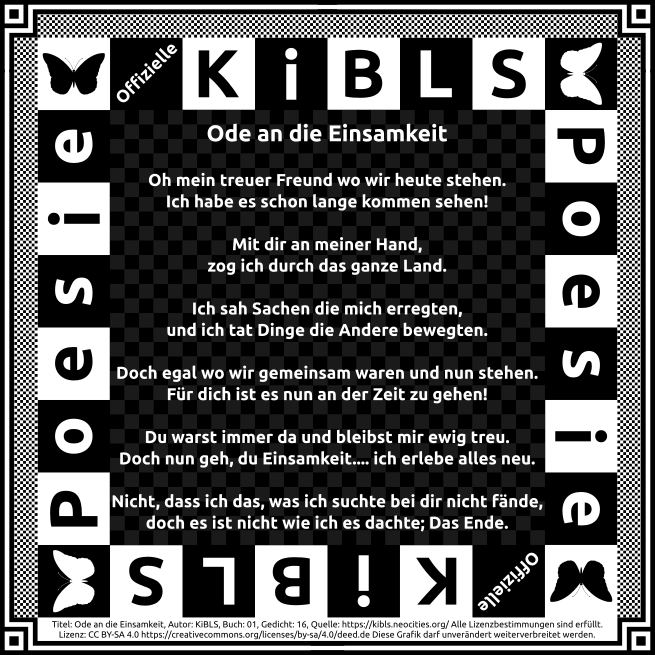 Offizielle KiBLS
Poesie
Poesie
Ode an die Einsamkeit
Oh mein treuer Freund wo wir heute stehen.
Ich habe es schon lange kommen sehen!
Mit dir an meiner Hand,
zog ich durch das ganze Land.
Ich sah Sachen die mich erregten,
und ich tat Dinge die Andere bewegten.
Doch egal wo wir gemeinsam waren und nun stehen.
Für dich ist es nun an der Zeit zu gehen!
Du warst immer da und bleibst mir ewig treu.
Doch nun geh, du Einsamkeit.... ich erlebe alles neu.
Nicht, dass ich das, was ich suchte bei dir nicht fände,
doch es ist nicht wie ich es dachte; Das Ende.
Offizielle KiBLS
Titel: Ode an die Einsamkeit, Autor: KiBLS, Buch: 01, Gedicht: 16, Quelle: https://kibls.neocities.org/ Alle Lizenzbestimmungen sind erfüllt.
Lizenz: CC BY-SA 4.0 https://creativecommons.org/licenses/by-sa/4.0/deed.de Diese Grafik darf unverändert weiterverbreitet werden.